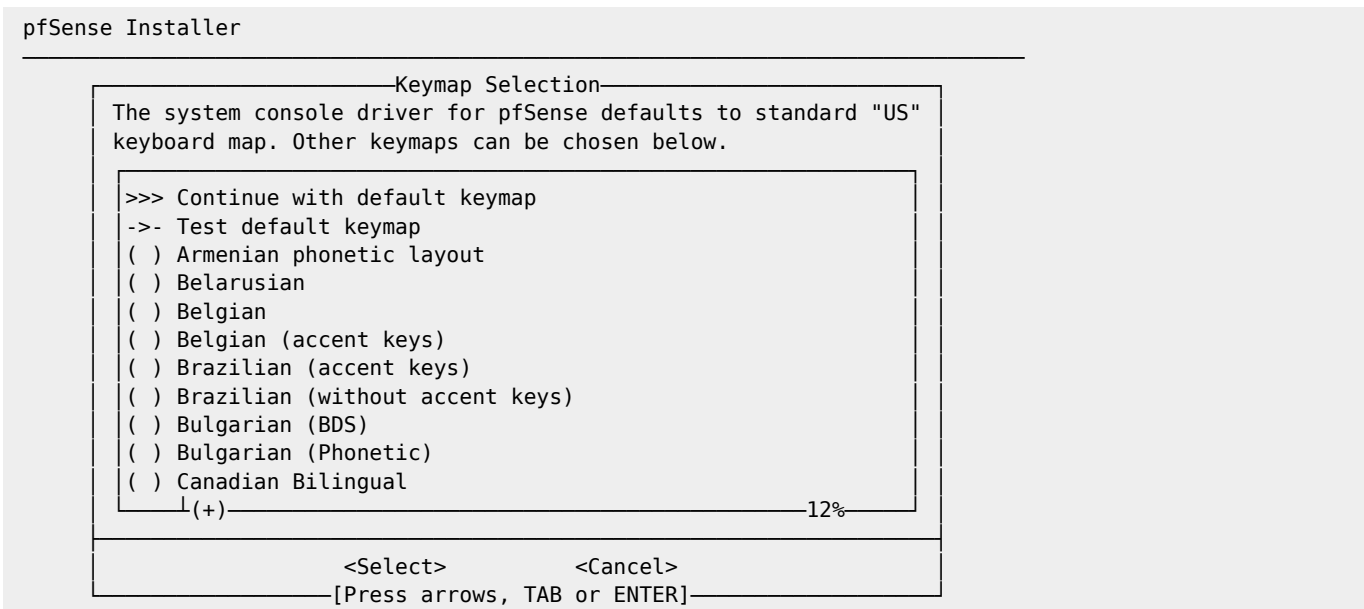 pfSense Installer
Keymap Selection
The system console driver for pfSense defaults to standard "US"
keyboard map. Other keymaps can be chosen below.
>>> Continue with default keymap
->- Test default keymap
( ) Armenian phonetic layout
( ) Belarusian
( ) Belgian
( ) Belgian (accent keys)
( ) Brazilian (accent keys)
( ) Brazilian (without accent keys)
( ) Bulgarian (BDS)
( ) Bulgarian (Phonetic)
( ) Canadian Bilingual
(+) 12%
<Select> <Cancel>
[Press arrows, TAB or ENTER]